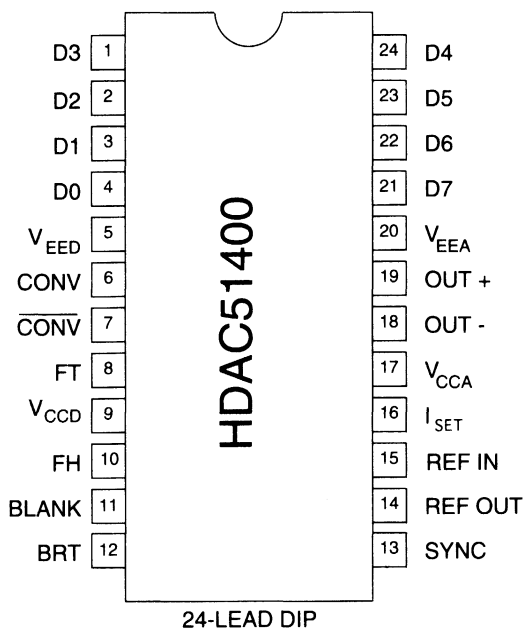 D3 1 24 D4
D2 2 23 D5
D1 3 22 D6
D0 4 21 D7
VEED 5 20 VEEA
CONV 6 19 OUT +
CONV 7 18 OUT -
FT 8 17 VCCA
VCCD 9 16 ISET
FH 10 15 REF IN
BLANK 11 14 REF OUT
BRT 12 13 SYNC
HDAC51400
24-LEAD DIP